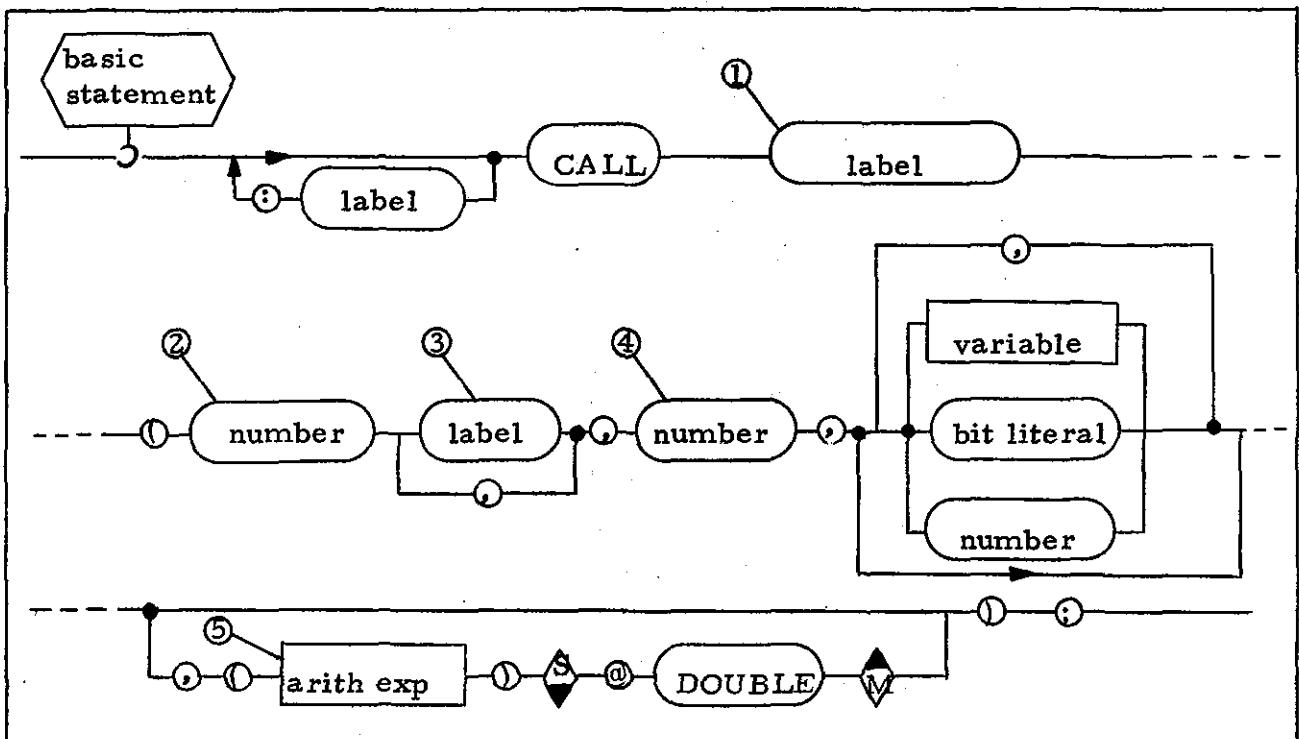 basic
statement
①
: label
CALL
label
②
③
④
,
variable
( number
label
, number ,
bit literal
,
number
⑤
) ;
, ( arith exp ) S @ DOUBLE M